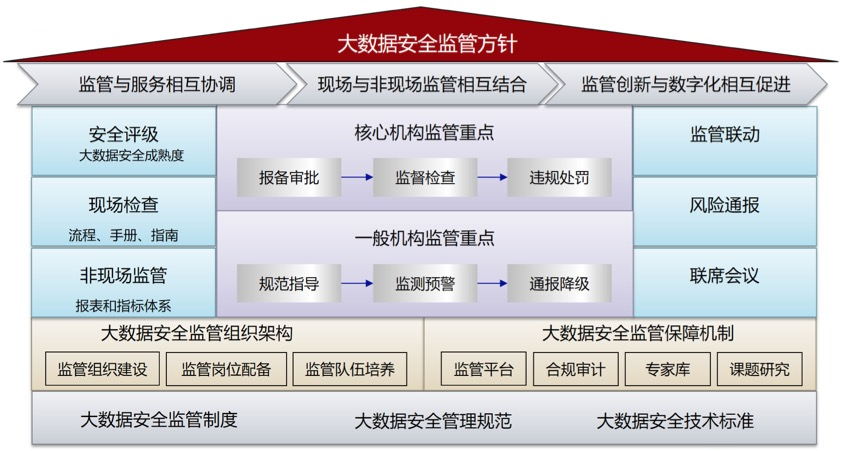 大数据安全监管方针
监管与服务相互协调
现场与非现场监管相互结合
监管创新与数字化相互促进
安全评级
大数据安全成熟度
现场检查
流程、手册、指南
非现场监管
报表和指标体系
核心机构监管重点
报备审批
监督检查
违规处罚
一般机构监管重点
规范指导
监测预警
通报降级
监管联动
风险通报
联席会议
大数据安全监管组织架构
监管组织建设
监管岗位配备
监管队伍培养
大数据安全监管保障机制
监管平台
合规审计
专家库
课题研究
大数据安全监管制度
大数据安全管理规范
大数据安全技术标准